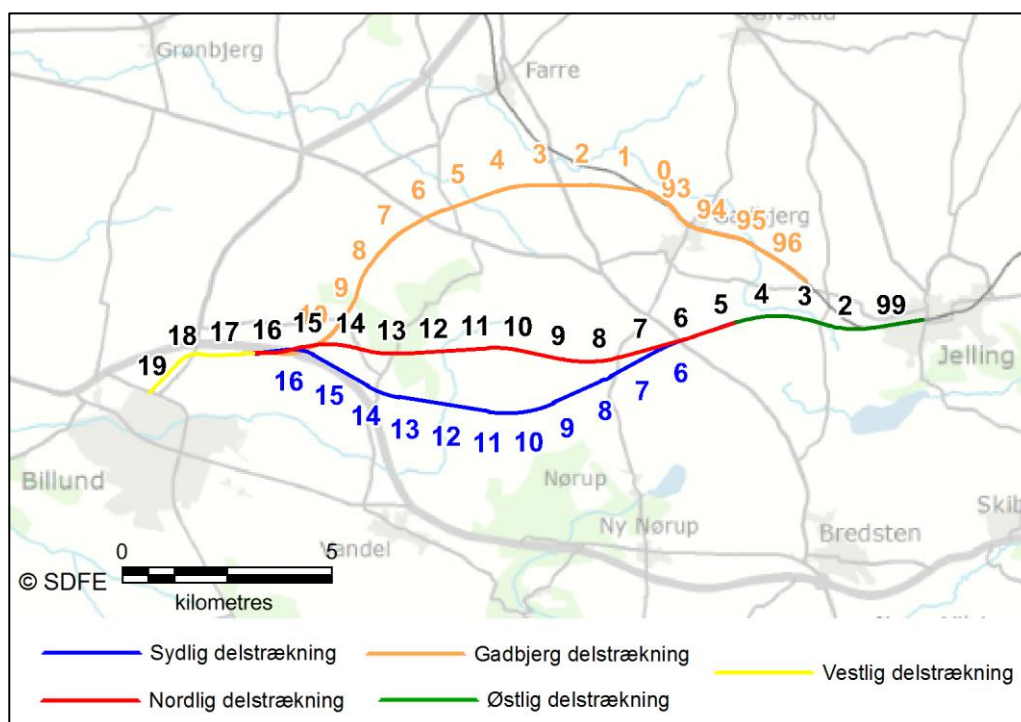 Grønbjerg
Farre
4 3 2 1
6 5 0
7 93
94 95
8 96
9
15 14 13 12 11 10 9 8 7 6 5 4 3 2 99
18 17 16
19
Jelling
16 15 14 13 12 11 10 9 8 7 6
Billund
Nørup
Ny Nørup
Bredsten
0 5
kilometres
© SDFE
Sydlig delstrækning
Gadbjerg delstrækning
Vestlig delstrækning
Nordlig delstrækning
Østlig delstrækning